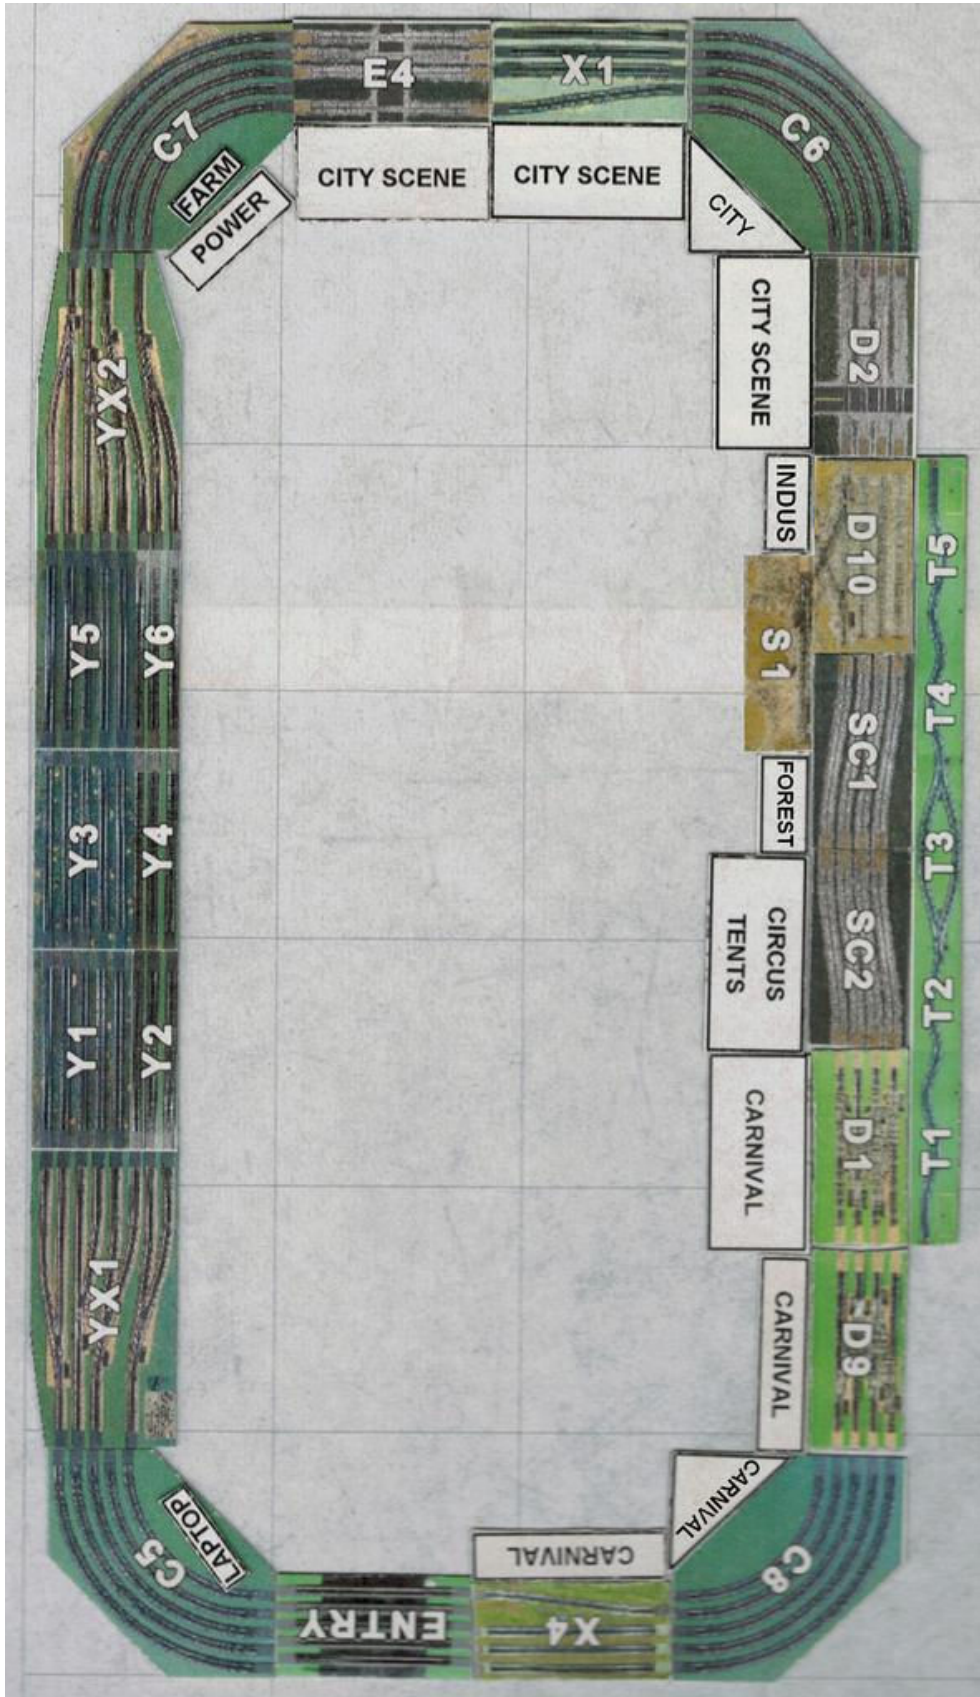 E4
X1
C7
C6
FARM
POWER
CITY SCENE
CITY SCENE
CITY
CITY SCENE
D2
YX2
INDUS
D10
T5
Y5
Y6
S1
SC1
T4
Y3
Y4
FOREST
T3
CIRCUS
TENTS
SC2
T2
Y1
Y2
CARNIVAL
D1
T1
YX1
CARNIVAL
D9
CARNIVAL
LAPTOP
C5
CARNIVAL
C8
ENTRY
X4